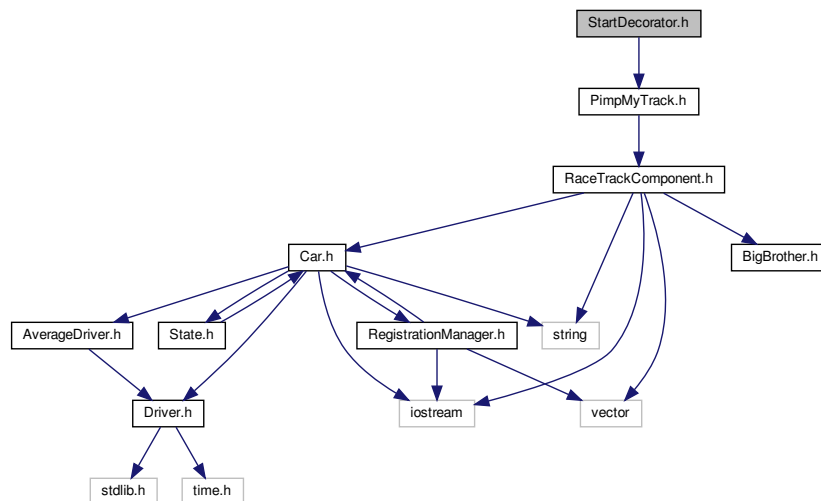 StartDecorator.h
PimpMyTrack.h
RaceTrackComponent.h
Car.h
BigBrother.h
AverageDriver.h
State.h
RegistrationManager.h
string
Driver.h
iostream
vector
stdlib.h
time.h